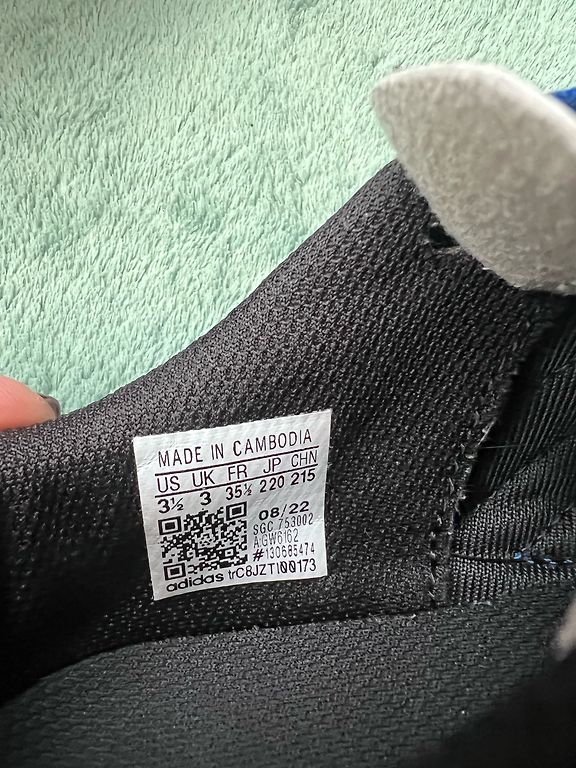 MADE IN CAMBODIA
US UK FR JP CHN
3½ 3 35½ 220 215
08/22
SGC 753002
A:GW6162
#130685474
adidas trC8JZTI00173